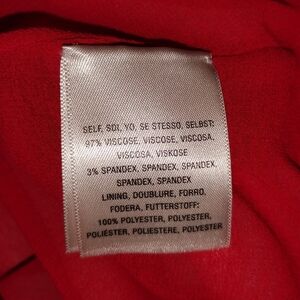 SELF, SOI, YO, SE STESSO, SELBST:
97% VISCOSE, VISCOSE, VISCOSA,
VISCOSA, VISKOSE
3% SPANDEX, SPANDEX, SPANDEX,
SPANDEX, SPANDEX
LINING, DOUBLURE, FORRO,
FODERA, FUTTERSTOFF:
100% POLYESTER, POLYESTER,
POLIÉSTER, POLIESTERE, POLYESTER